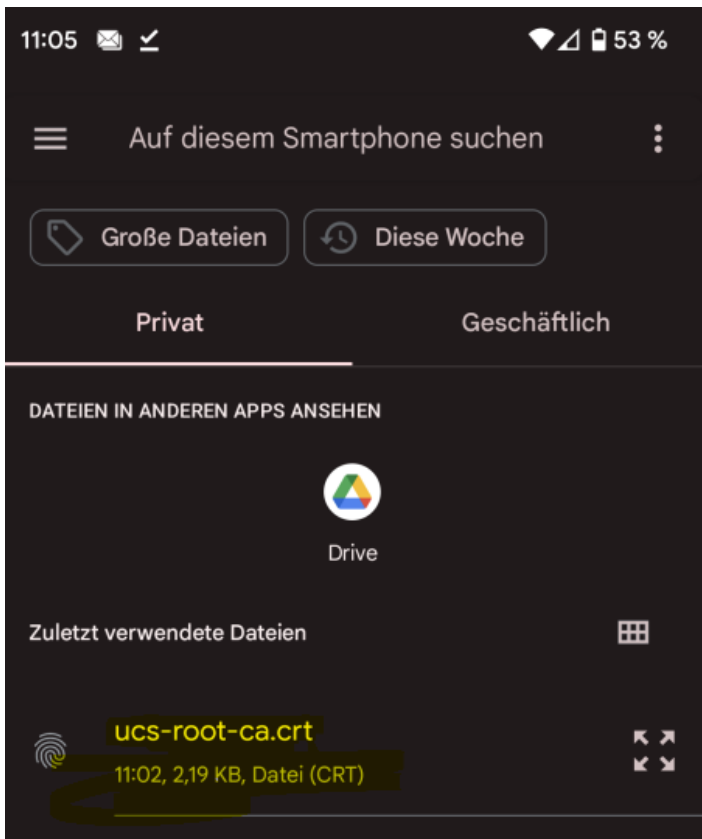 11:05 53 %
Auf diesem Smartphone suchen
Große Dateien Diese Woche
Privat Geschäftlich
DATEIEN IN ANDEREN APPS ANSEHEN
Drive
Zuletzt verwendete Dateien
ucs-root-ca.crt
11:02, 2,19 KB, Datei (CRT)